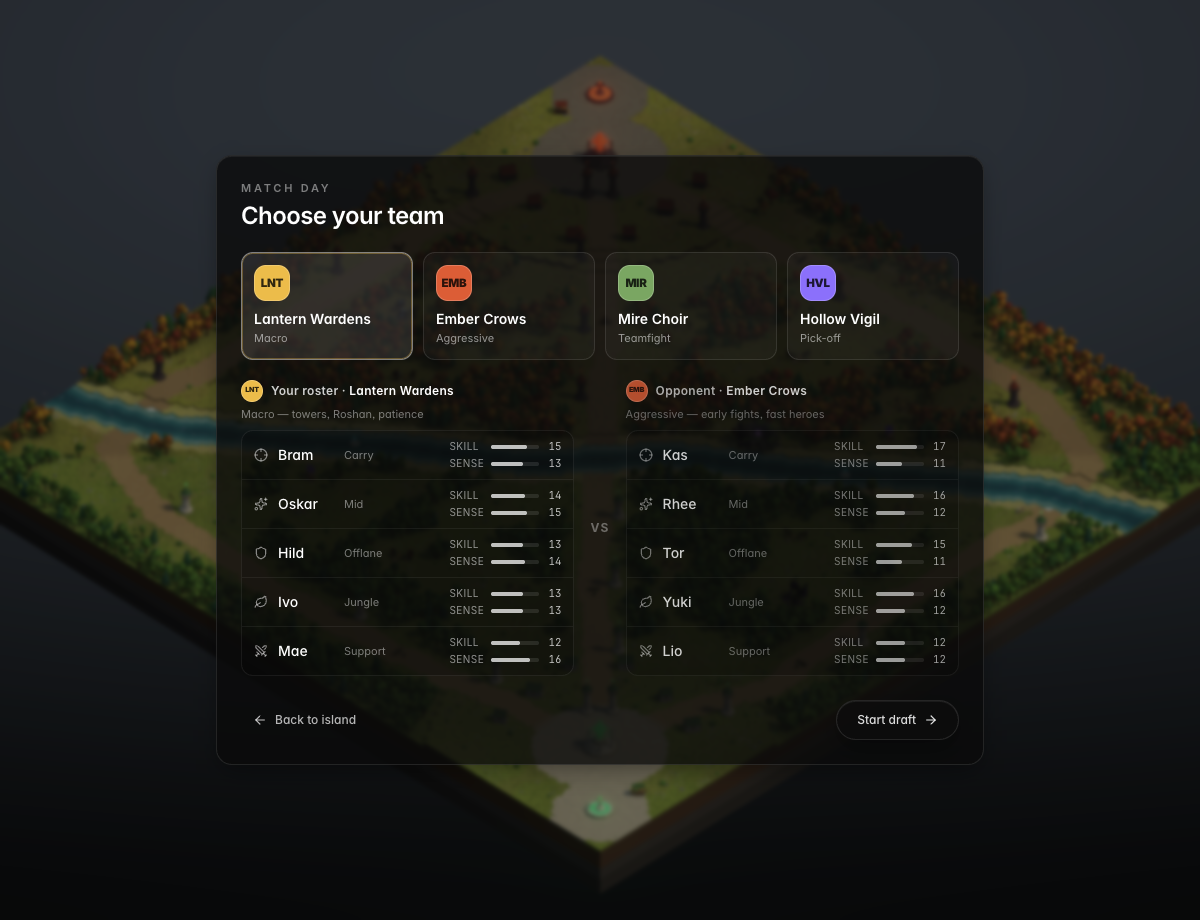 MATCH DAY
Choose your team
LNT
Lantern Wardens
Macro
EMB
Ember Crows
Aggressive
MIR
Mire Choir
Teamfight
HVL
Hollow Vigil
Pick-off
LNT Your roster · Lantern Wardens
Macro — towers, Roshan, patience
Bram Carry SKILL 15
SENSE 13
Oskar Mid SKILL 14
SENSE 15
Hild Offlane SKILL 13
SENSE 14
Ivo Jungle SKILL 13
SENSE 13
Mae Support SKILL 12
SENSE 16
VS
EMB Opponent · Ember Crows
Aggressive — early fights, fast heroes
Kas Carry SKILL 17
SENSE 11
Rhee Mid SKILL 16
SENSE 12
Tor Offlane SKILL 15
SENSE 11
Yuki Jungle SKILL 16
SENSE 12
Lio Support SKILL 12
SENSE 12
Back to island
Start draft